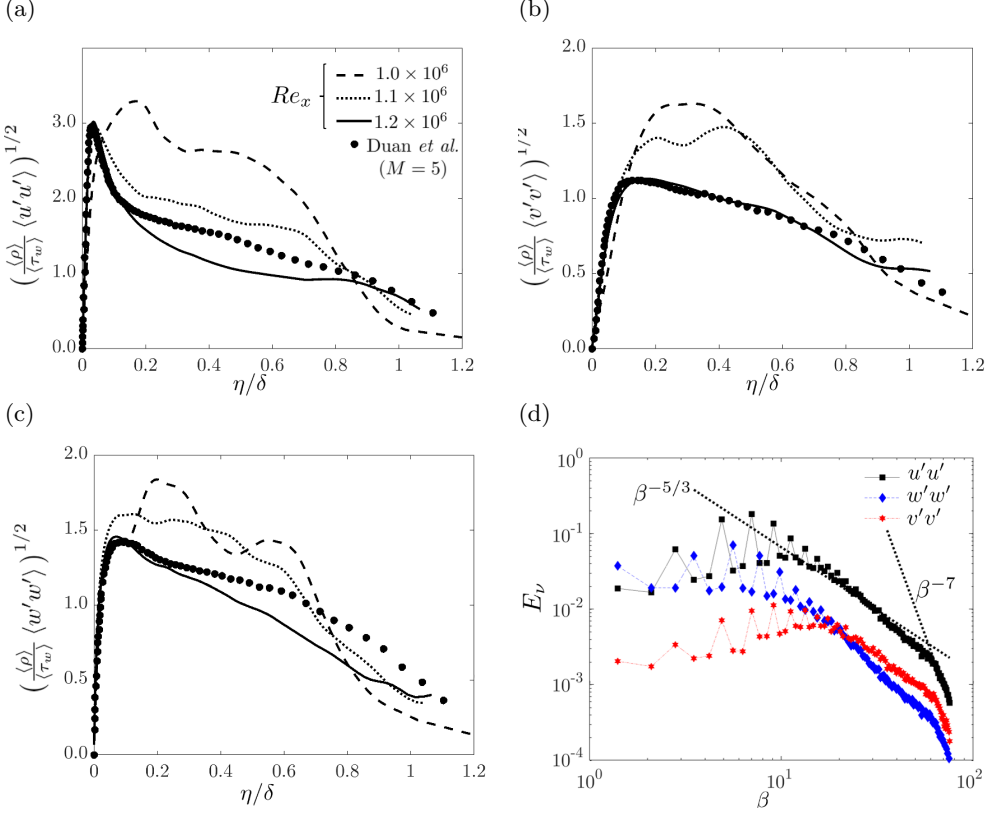 (a)
(b)
3.0
2.0
1.0
0.0
0 0.2 0.4 0.6 0.8 1 1.2
η/δ
(⟨ρ⟩/⟨τ_w⟩ ⟨u′u′⟩)^{1/2}
Re_x
1.0 × 10^6
1.1 × 10^6
1.2 × 10^6
Duan et al.
(M = 5)
2.0
1.5
1.0
0.5
0.0
0 0.2 0.4 0.6 0.8 1 1.2
η/δ
(⟨ρ⟩/⟨τ_w⟩ ⟨v′v′⟩)^{1/2}
(c)
(d)
2.0
1.5
1.0
0.5
0.0
0 0.2 0.4 0.6 0.8 1 1.2
η/δ
(⟨ρ⟩/⟨τ_w⟩ ⟨w′w′⟩)^{1/2}
10^0
10^{-1}
10^{-2}
10^{-3}
10^{-4}
10^0 10^1 10^2
β
E_ν
β^{-5/3}
β^{-7}
u′u′
w′w′
v′v′